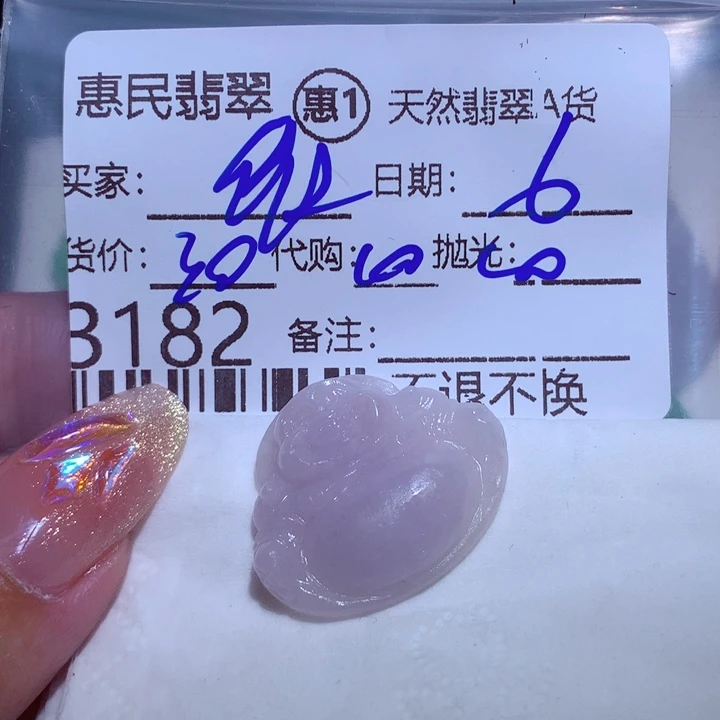 惠民翡翠 惠1 天然翡翠A货
买家： 日期：6
货价：30 代购：10 抛光：10
3182 备注：
不退不换